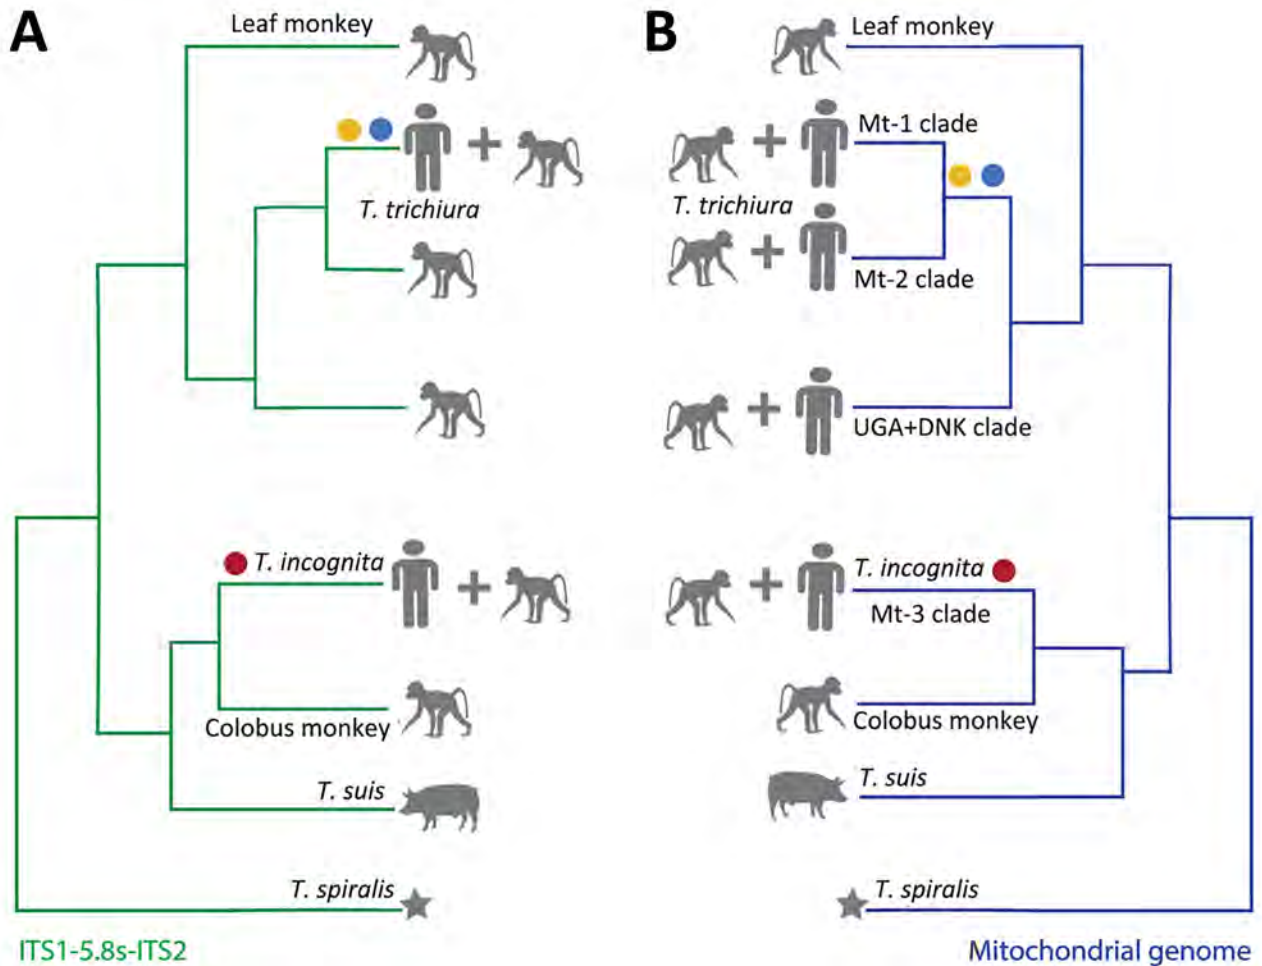 A
Leaf monkey
T. trichiura
T. incognita
Colobus monkey
T. suis
T. spiralis
ITS1-5.8s-ITS2
B
Leaf monkey
Mt-1 clade
T. trichiura
Mt-2 clade
UGA+DNK clade
T. incognita
Mt-3 clade
Colobus monkey
T. suis
T. spiralis
Mitochondrial genome